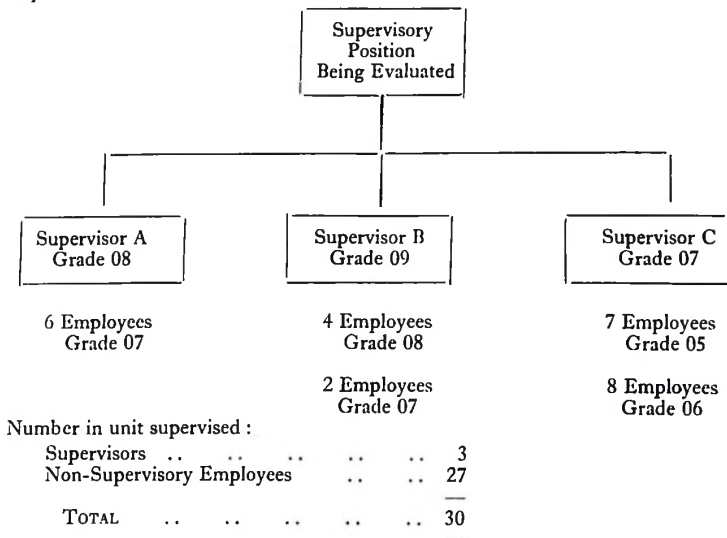 Supervisory
Position
Being Evaluated
Supervisor A
Grade 08
Supervisor B
Grade 09
Supervisor C
Grade 07
6 Employees
Grade 07
4 Employees
Grade 08
7 Employees
Grade 05
2 Employees
Grade 07
8 Employees
Grade 06
Number in unit supervised :
Supervisors .. .. .. .. .. 3
Non-Supervisory Employees .. .. 27
TOTAL .. .. .. .. .. 30